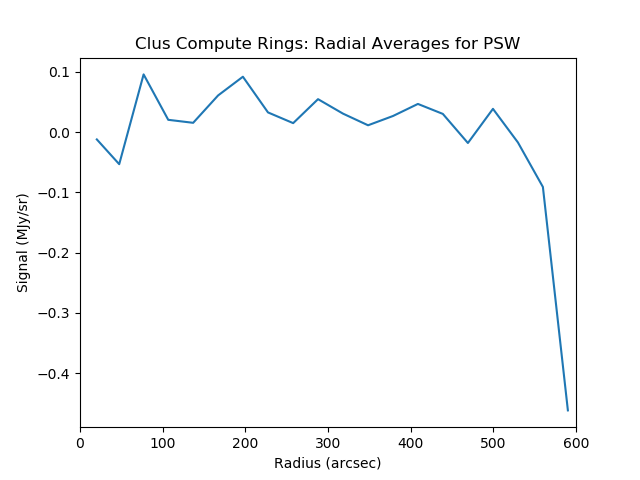 Clus Compute Rings: Radial Averages for PSW
0.1
0.0
−0.1
−0.2
−0.3
−0.4
Signal (MJy/sr)
0 100 200 300 400 500 600
Radius (arcsec)